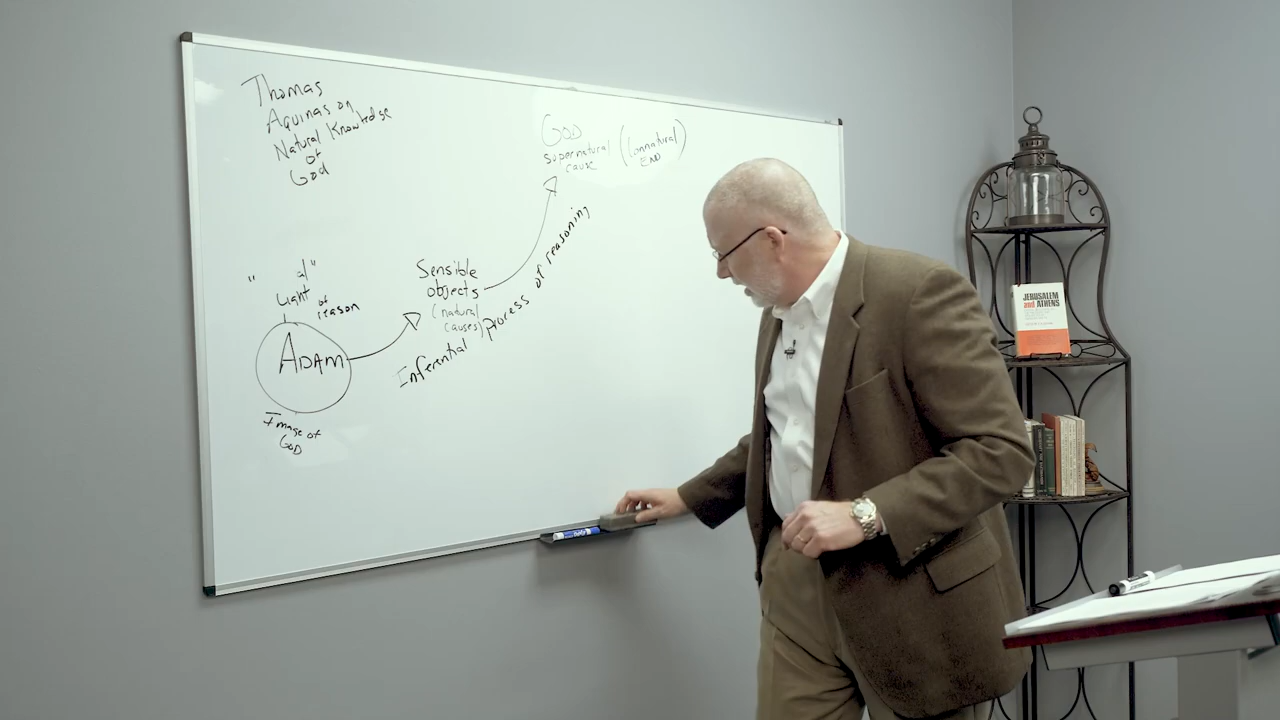 Thomas
Aquinas on
Natural Knowledge
of
God
GOD
supernatural
cause
(connatural)
END
Sensible
objects
(natural
causes)
Inferential process of reasoning
" al"
Light of
reason
ADAM
Image of
GOD
JERUSALEM
and ATHENS